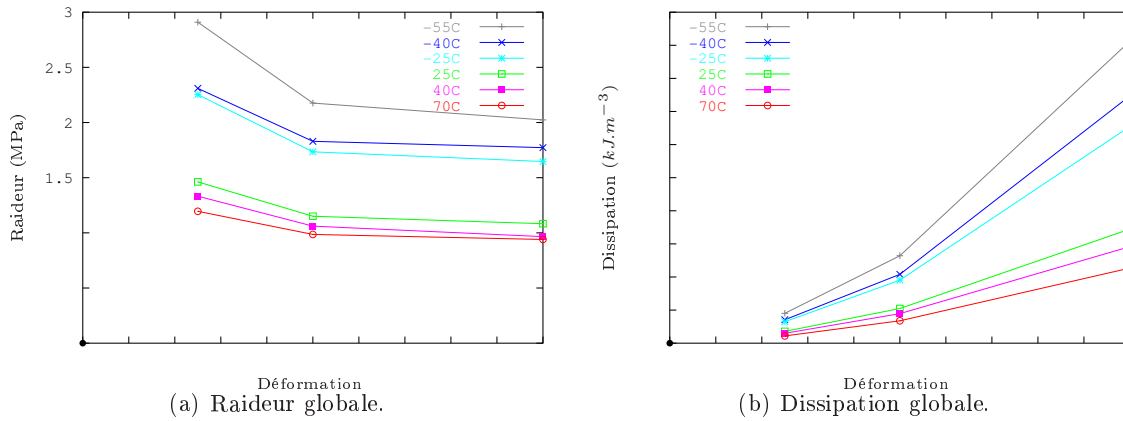 3
2.5
2
1.5
Raideur (MPa)
−55C
−40C
−25C
25C
40C
70C
Déformation
(a) Raideur globale.
Dissipation (kJ.m−3)
−55C
−40C
−25C
25C
40C
70C
Déformation
(b) Dissipation globale.